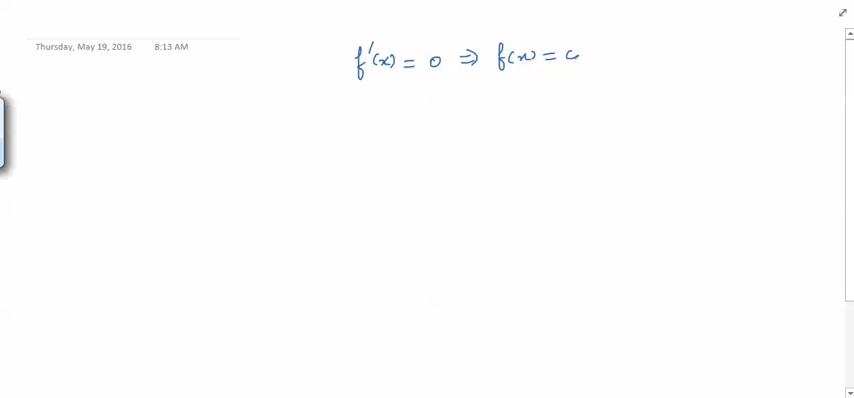 Thursday, May 19, 2016 8:13 AM
f'(x) = 0 ⇒ f(x) = c